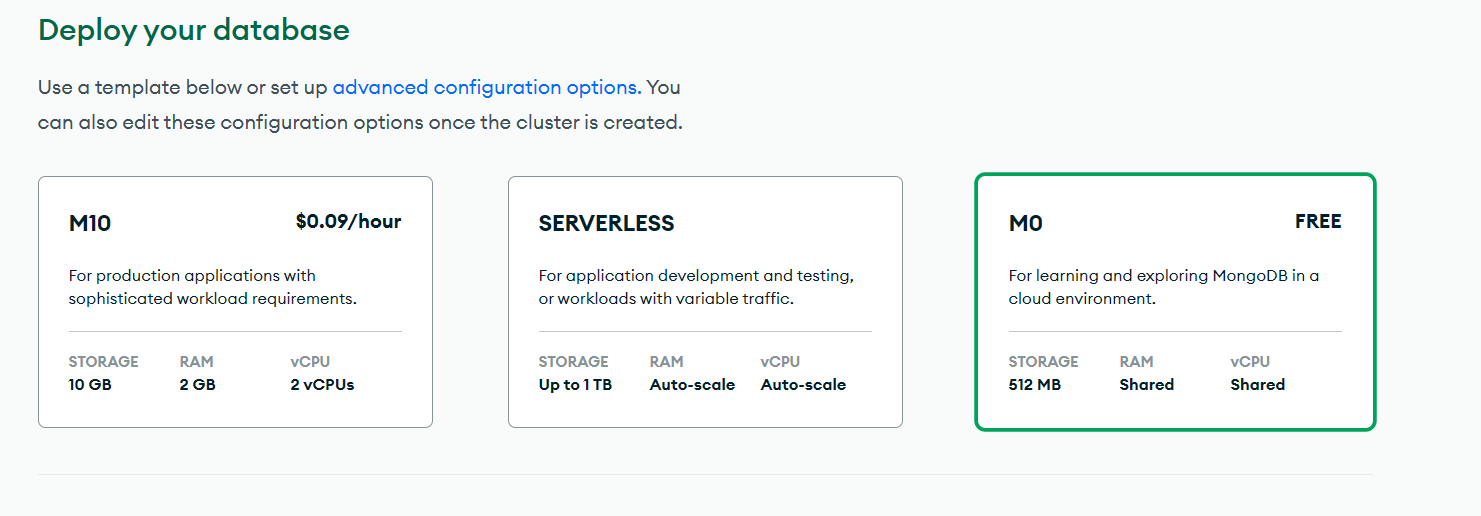 Deploy your database
Use a template below or set up advanced configuration options. You
can also edit these configuration options once the cluster is created.
M10 $0.09/hour
For production applications with
sophisticated workload requirements.
STORAGE RAM vCPU
10 GB 2 GB 2 vCPUs
SERVERLESS
For application development and testing,
or workloads with variable traffic.
STORAGE RAM vCPU
Up to 1 TB Auto-scale Auto-scale
M0 FREE
For learning and exploring MongoDB in a
cloud environment.
STORAGE RAM vCPU
512 MB Shared Shared